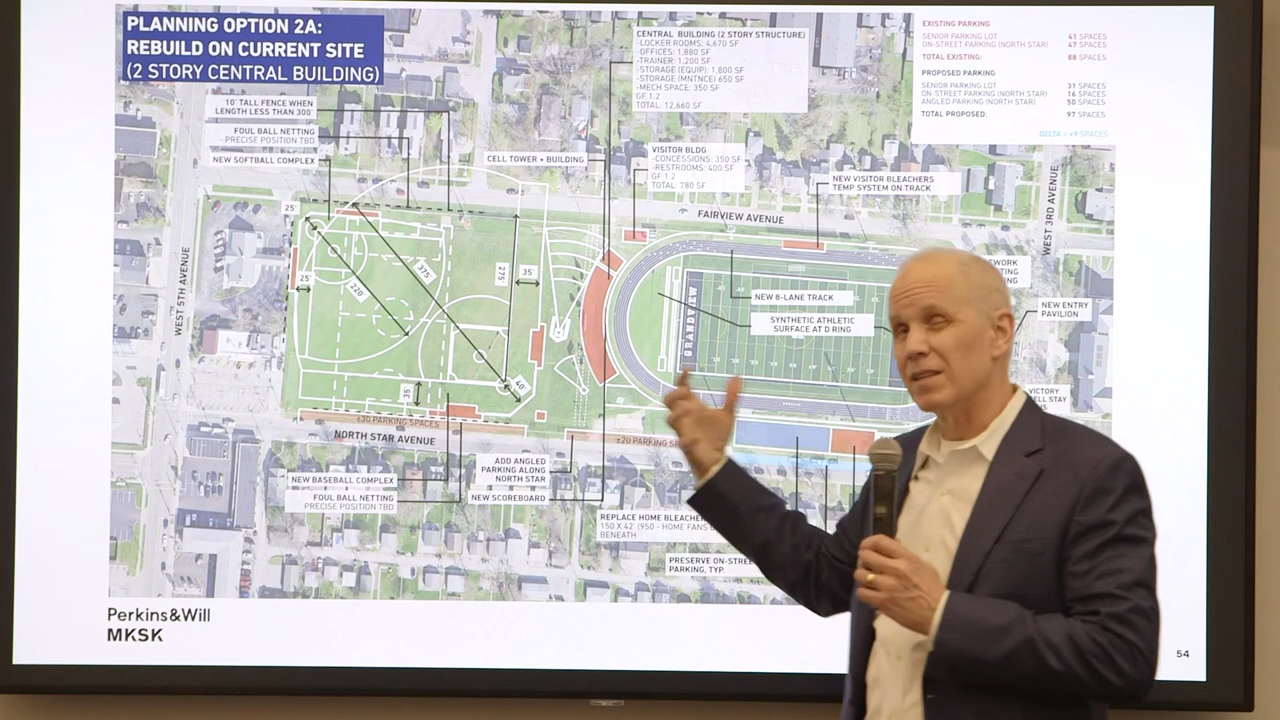 PLANNING OPTION 2A:
REBUILD ON CURRENT SITE
(2 STORY CENTRAL BUILDING)
CENTRAL BUILDING (2 STORY STRUCTURE)
-LOCKER ROOMS: 4,670 SF
-OFFICES: 1,880 SF
-TRAINER: 1,200 SF
-STORAGE (EQUIP): 1,800 SF
-STORAGE (MNTNCE) 650 SF
-MECH SPACE: 350 SF
GF 1.2
TOTAL: 12,660 SF
EXISTING PARKING
SENIOR PARKING LOT 41 SPACES
ON-STREET PARKING (NORTH STAR) 47 SPACES
TOTAL EXISTING: 88 SPACES
PROPOSED PARKING
SENIOR PARKING LOT 31 SPACES
ON-STREET PARKING (NORTH STAR) 16 SPACES
ANGLED PARKING (NORTH STAR) 50 SPACES
TOTAL PROPOSED: 97 SPACES
DELTA = +9 SPACES
10' TALL FENCE WHEN
LENGTH LESS THAN 300'
FOUL BALL NETTING
- PRECISE POSITION TBD
NEW SOFTBALL COMPLEX
CELL TOWER + BUILDING
VISITOR BLDG
-CONCESSIONS: 350 SF
-RESTROOMS: 400 SF
GF 1.2
TOTAL: 780 SF
NEW VISITOR BLEACHERS
TEMP SYSTEM ON TRACK
FAIRVIEW AVENUE
WEST 3RD AVENUE
WEST 5TH AVENUE
25'
25'
220'
375'
275'
35'
35'
40'
GRANDVIEW
NEW 8-LANE TRACK
SYNTHETIC ATHLETIC
SURFACE AT D RING
NEW ENTRY
PAVILION
±30 PARKING SPACES
NORTH STAR AVENUE
±20 PARKING
ADD ANGLED
PARKING ALONG
NORTH STAR
NEW BASEBALL COMPLEX
FOUL BALL NETTING
PRECISE POSITION TBD
NEW SCOREBOARD
REPLACE HOME
150 X 42' (950 - HOME FANS
BENEATH
PRESERVE
PARKING, TYP.
VICTORY
STAY
Perkins&Will
MKSK
54